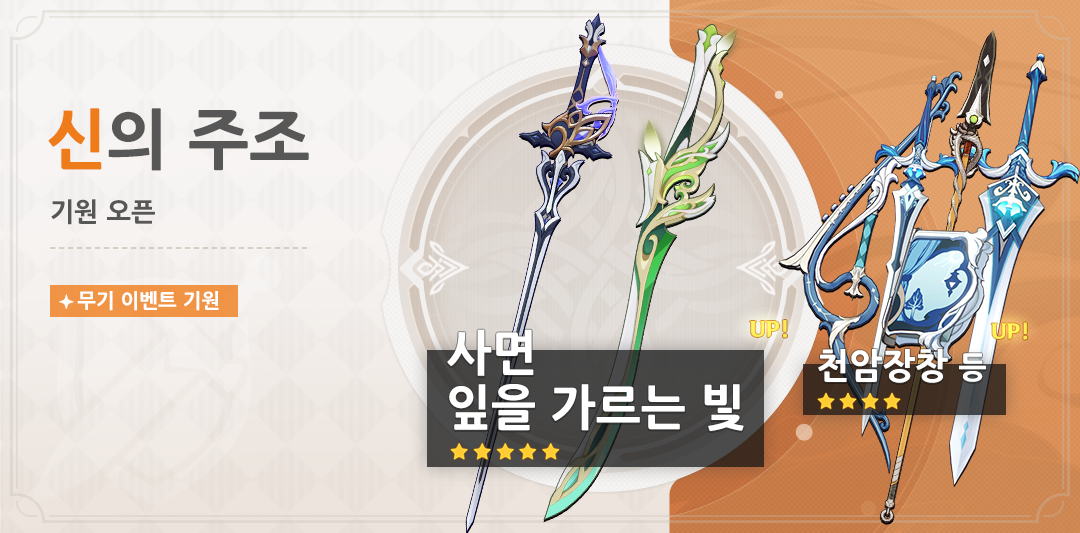 신의 주조
기원 오픈
무기 이벤트 기원
사면
잎을 가르는 빛
UP!
천암장창 등
UP!